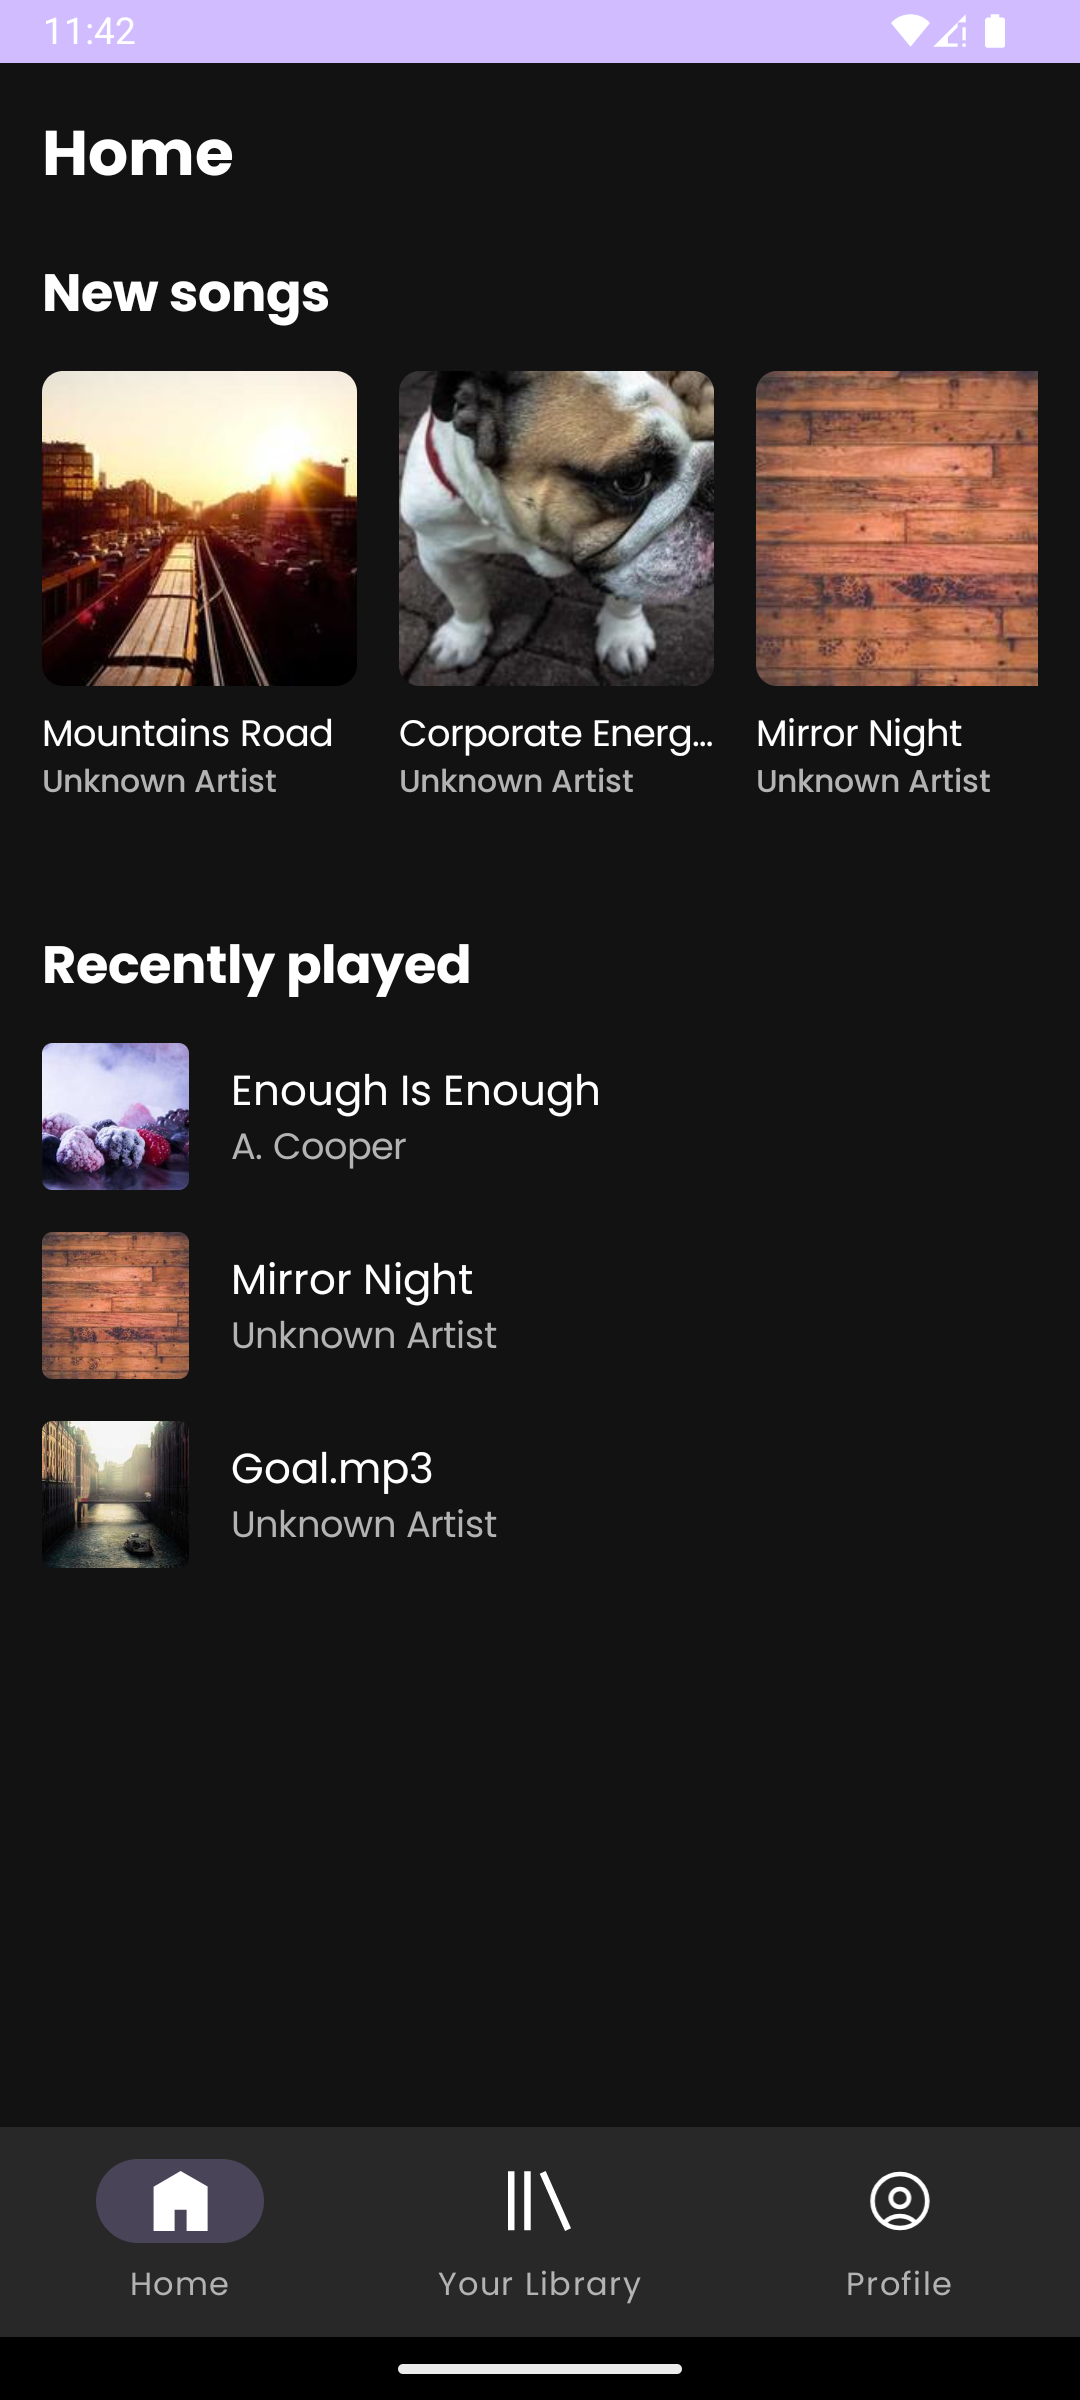 11:42
Home
New songs
Mountains Road
Unknown Artist
Corporate Energ...
Unknown Artist
Mirror Night
Unknown Artist
Recently played
Enough Is Enough
A. Cooper
Mirror Night
Unknown Artist
Goal.mp3
Unknown Artist
Home
Your Library
Profile